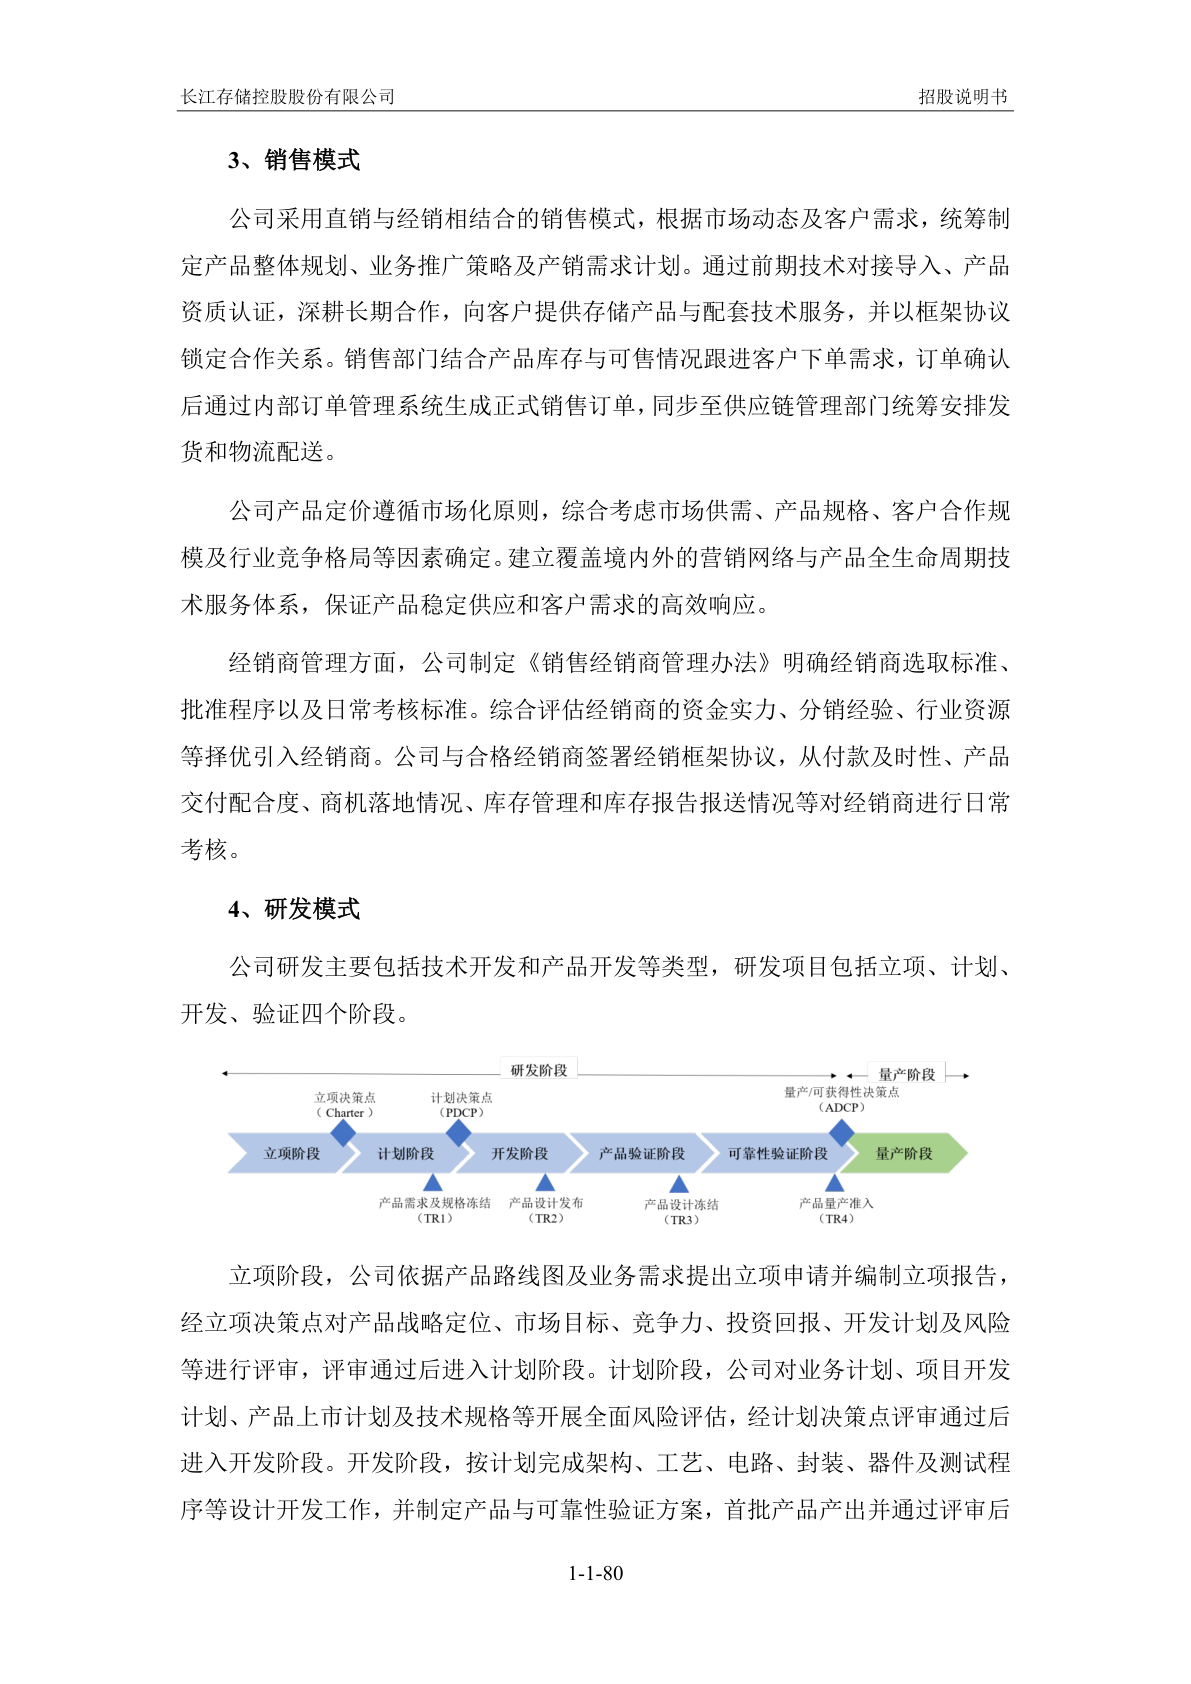 长江存储控股股份有限公司 招股说明书
3、销售模式
公司采用直销与经销相结合的销售模式，根据市场动态及客户需求，统筹制
定产品整体规划、业务推广策略及产销需求计划。通过前期技术对接导入、产品
资质认证，深耕长期合作，向客户提供存储产品与配套技术服务，并以框架协议
锁定合作关系。销售部门结合产品库存与可售情况跟进客户下单需求，订单确认
后通过内部订单管理系统生成正式销售订单，同步至供应链管理部门统筹安排发
货和物流配送。
公司产品定价遵循市场化原则，综合考虑市场供需、产品规格、客户合作规
模及行业竞争格局等因素确定。建立覆盖境内外的营销网络与产品全生命周期技
术服务体系，保证产品稳定供应和客户需求的高效响应。
经销商管理方面，公司制定《销售经销商管理办法》明确经销商选取标准、
批准程序以及日常考核标准。综合评估经销商的资金实力、分销经验、行业资源
等择优引入经销商。公司与合格经销商签署经销框架协议，从付款及时性、产品
交付配合度、商机落地情况、库存管理和库存报告报送情况等对经销商进行日常
考核。
4、研发模式
公司研发主要包括技术开发和产品开发等类型，研发项目包括立项、计划、
开发、验证四个阶段。
研发阶段 量产阶段
立项决策点 计划决策点 量产/可获得性决策点
（Charter） （PDCP） （ADCP）
立项阶段 计划阶段 开发阶段 产品验证阶段 可靠性验证阶段 量产阶段
产品需求及规格冻结 产品设计发布 产品设计冻结 产品量产准入
（TR1） （TR2） （TR3） （TR4）
立项阶段，公司依据产品路线图及业务需求提出立项申请并编制立项报告，
经立项决策点对产品战略定位、市场目标、竞争力、投资回报、开发计划及风险
等进行评审，评审通过后进入计划阶段。计划阶段，公司对业务计划、项目开发
计划、产品上市计划及技术规格等开展全面风险评估，经计划决策点评审通过后
进入开发阶段。开发阶段，按计划完成架构、工艺、电路、封装、器件及测试程
序等设计开发工作，并制定产品与可靠性验证方案，首批产品产出并通过评审后
1-1-80